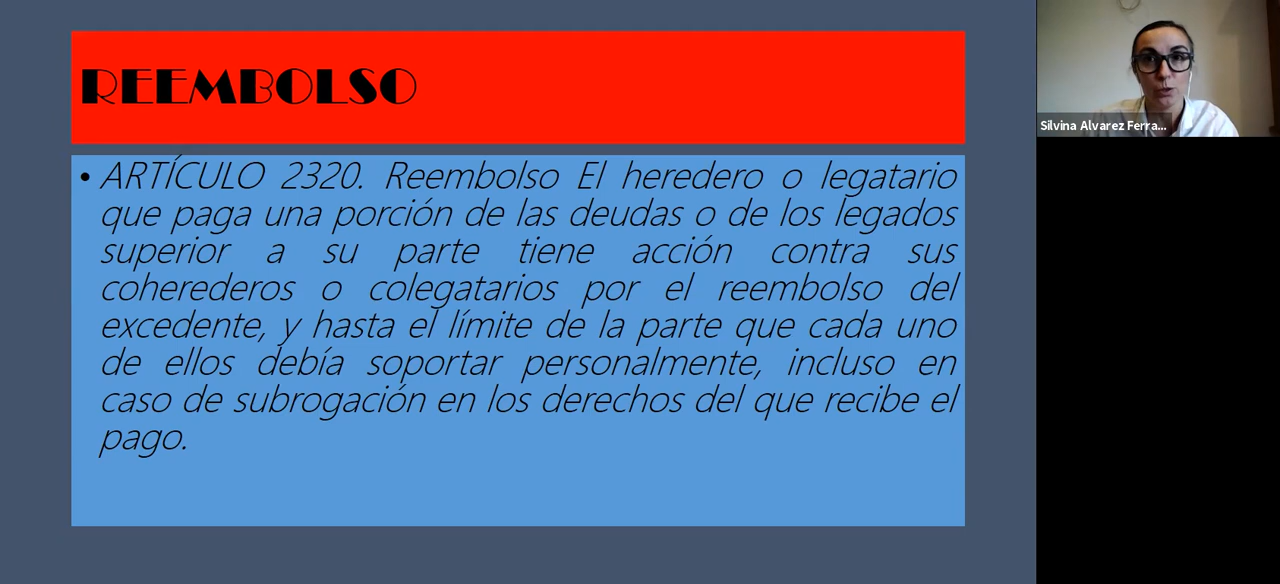 REEMBOLSO
• ARTÍCULO 2320. Reembolso El heredero o legatario
que paga una porción de las deudas o de los legados
superior a su parte tiene acción contra sus
coherederos o colegatarios por el reembolso del
excedente, y hasta el límite de la parte que cada uno
de ellos debía soportar personalmente, incluso en
caso de subrogación en los derechos del que recibe el
pago.
Silvina Alvarez Ferra...